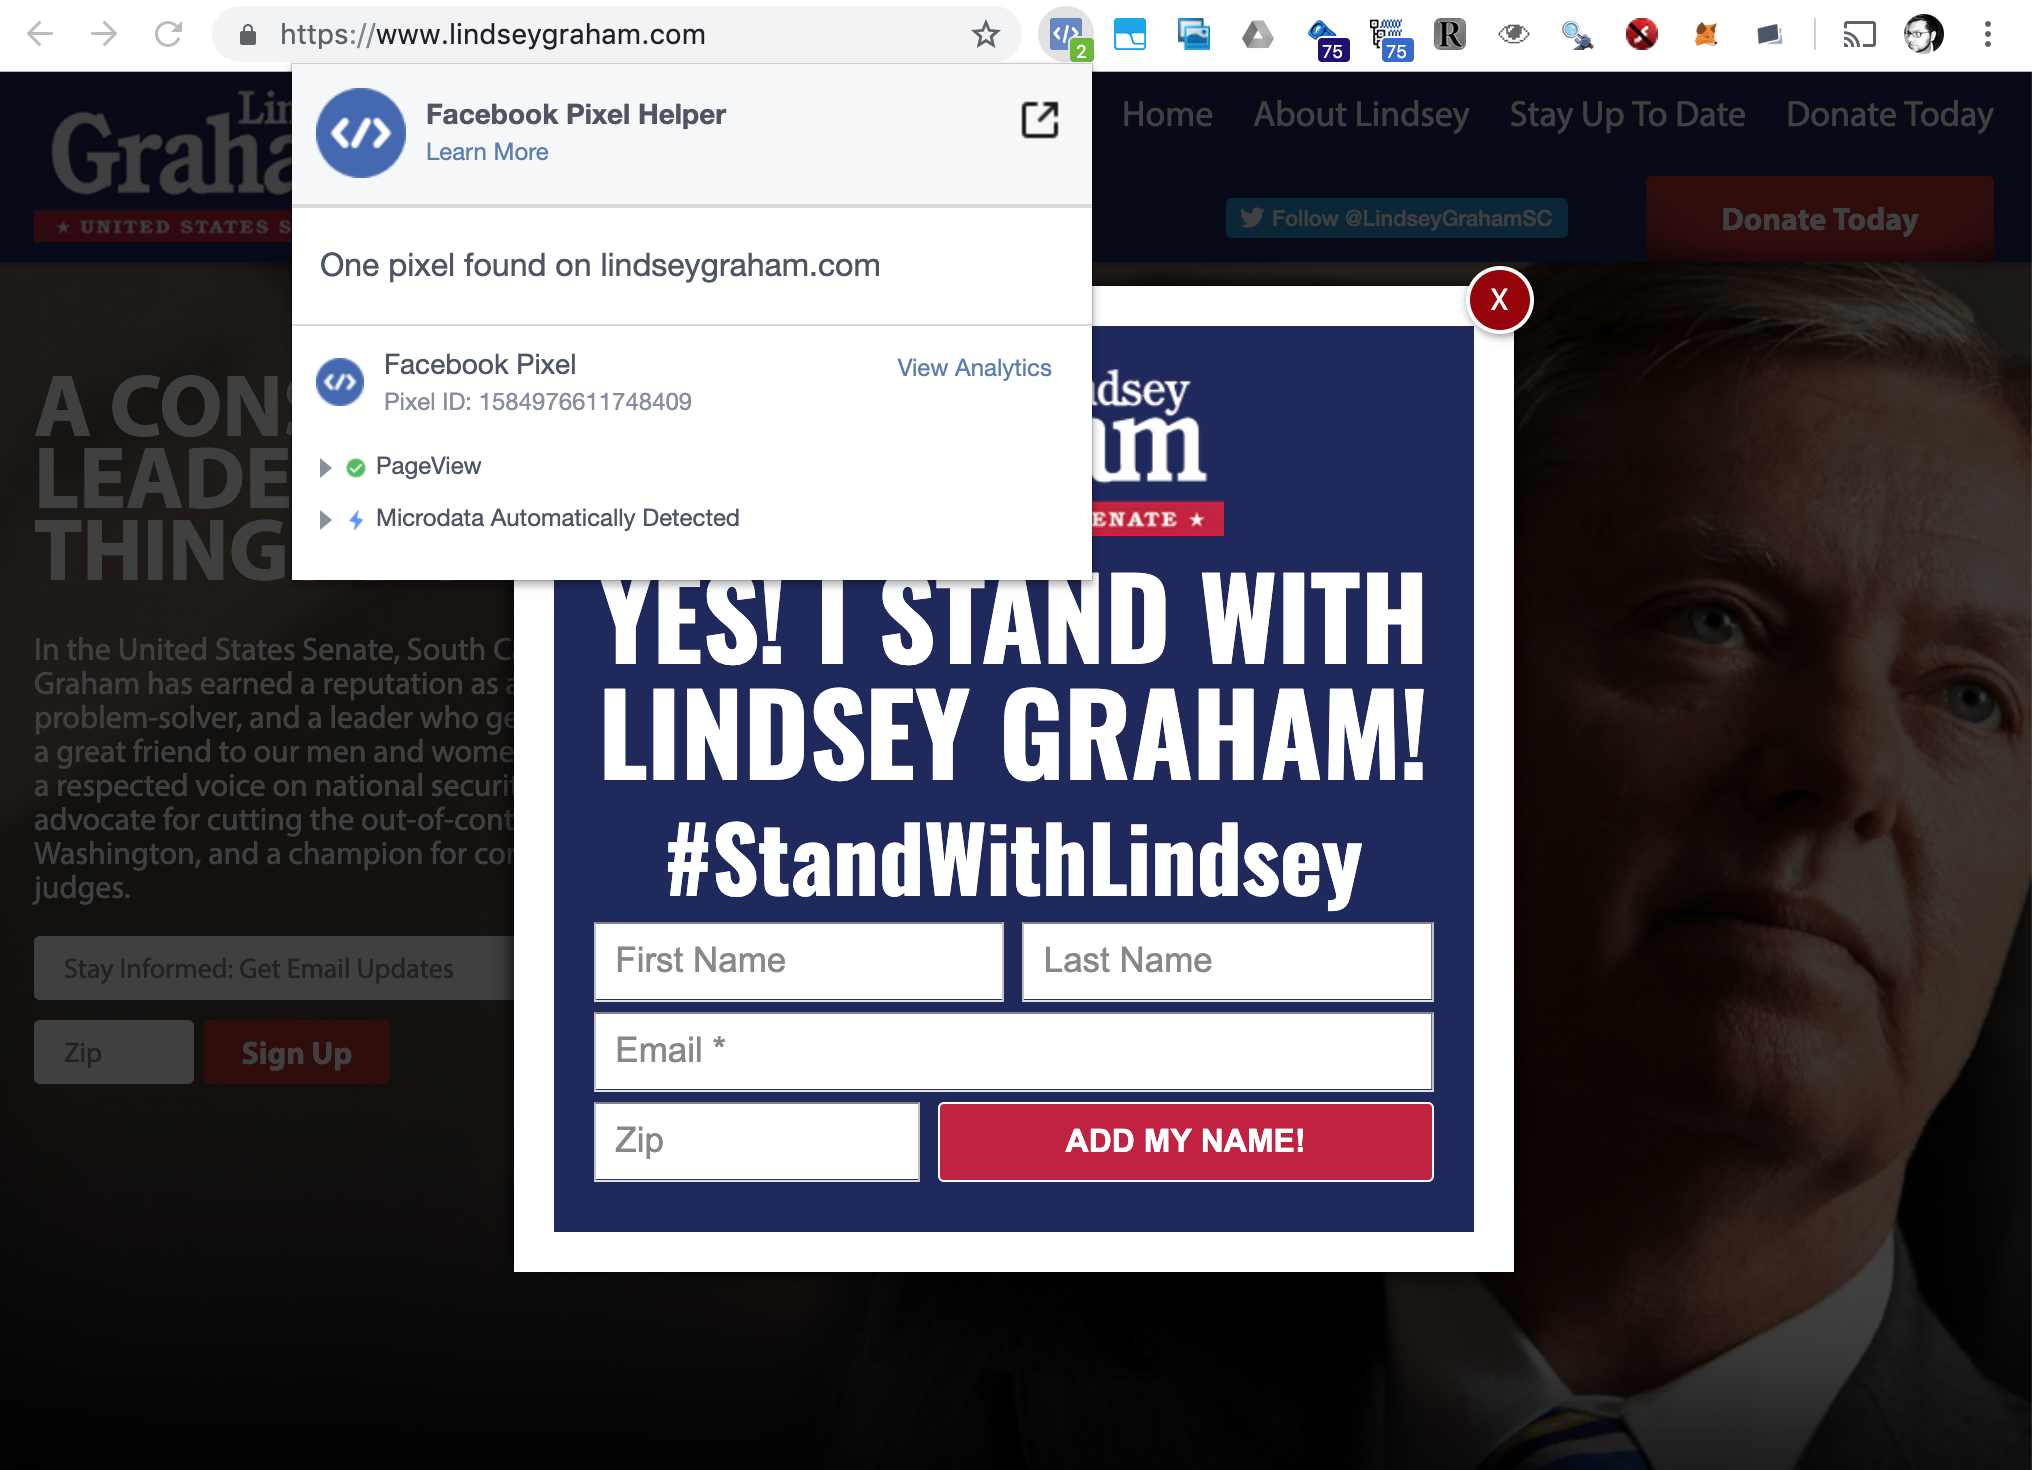 https://www.lindseygraham.com
2
75
75
R
Facebook Pixel Helper
Learn More
One pixel found on lindseygraham.com
Facebook Pixel
View Analytics
Pixel ID: 1584976611748409
PageView
Microdata Automatically Detected
Lin
Graha
★ UNITED STATES S
Home About Lindsey Stay Up To Date Donate Today
Follow @LindseyGrahamSC
Donate Today
A CONS
LEADE
THING
In the United States Senate, South C
Graham has earned a reputation as a
problem-solver, and a leader who ge
a great friend to our men and wome
a respected voice on national securit
advocate for cutting the out-of-cont
Washington, and a champion for con
judges.
Stay Informed: Get Email Updates
Zip
Sign Up
X
dsey
am
ENATE ★
YES! I STAND WITH
LINDSEY GRAHAM!
#StandWithLindsey
First Name
Last Name
Email *
Zip
ADD MY NAME!